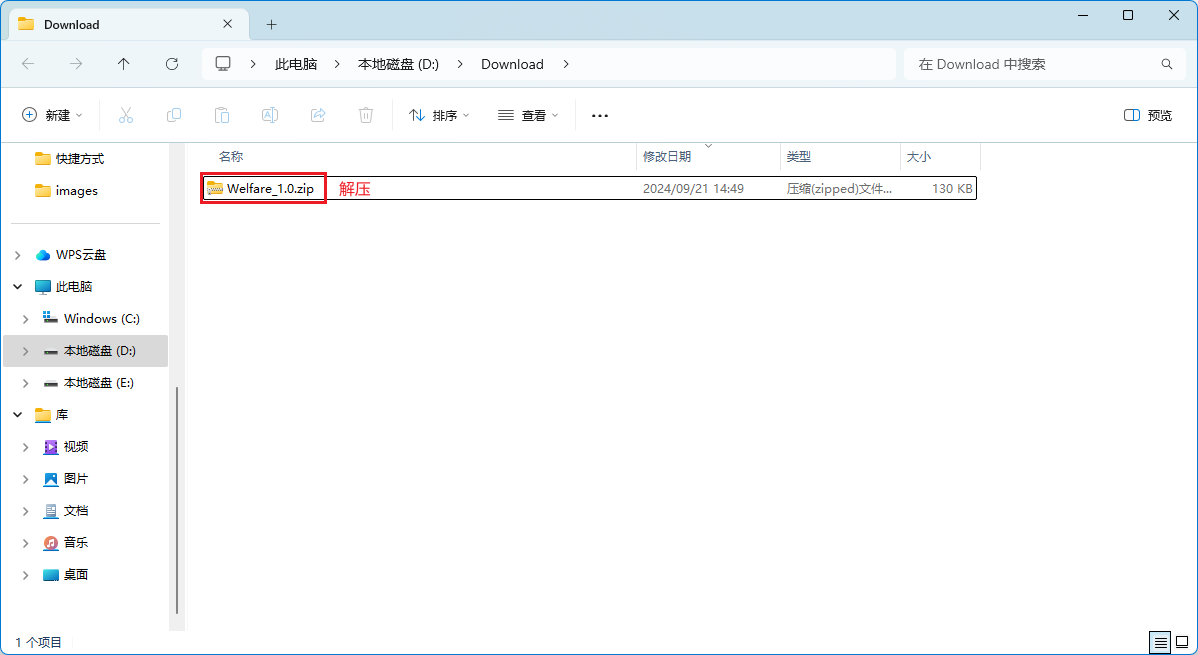 Download
此电脑 本地磁盘 (D:) Download
在 Download 中搜索
新建 排序 查看 ... 预览
快捷方式
images
WPS云盘
此电脑
Windows (C:)
本地磁盘 (D:)
本地磁盘 (E:)
库
视频
图片
文档
音乐
桌面
名称 修改日期 类型 大小
Welfare_1.0.zip 解压 2024/09/21 14:49 压缩(zipped)文件... 130 KB
1 个项目